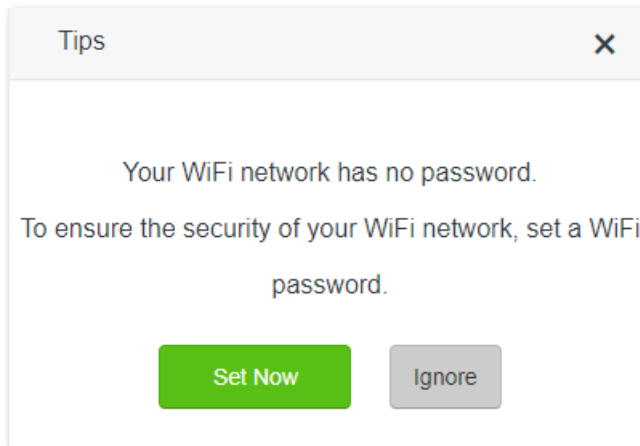 Tips
Your WiFi network has no password.
To ensure the security of your WiFi network, set a WiFi
password.
Set Now
Ignore